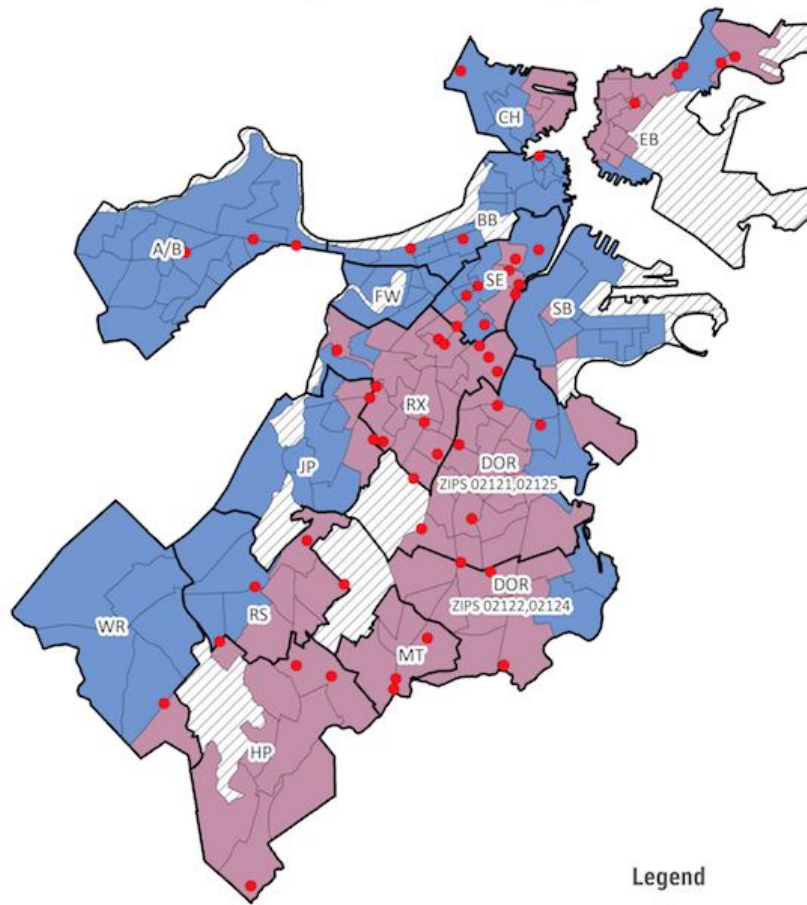 CH
EB
BB
A/B
SE
FW
SB
RX
JP
DOR
ZIPS 02121,02125
DOR
ZIPS 02122,02124
RS
WR
MT
HP
Legend